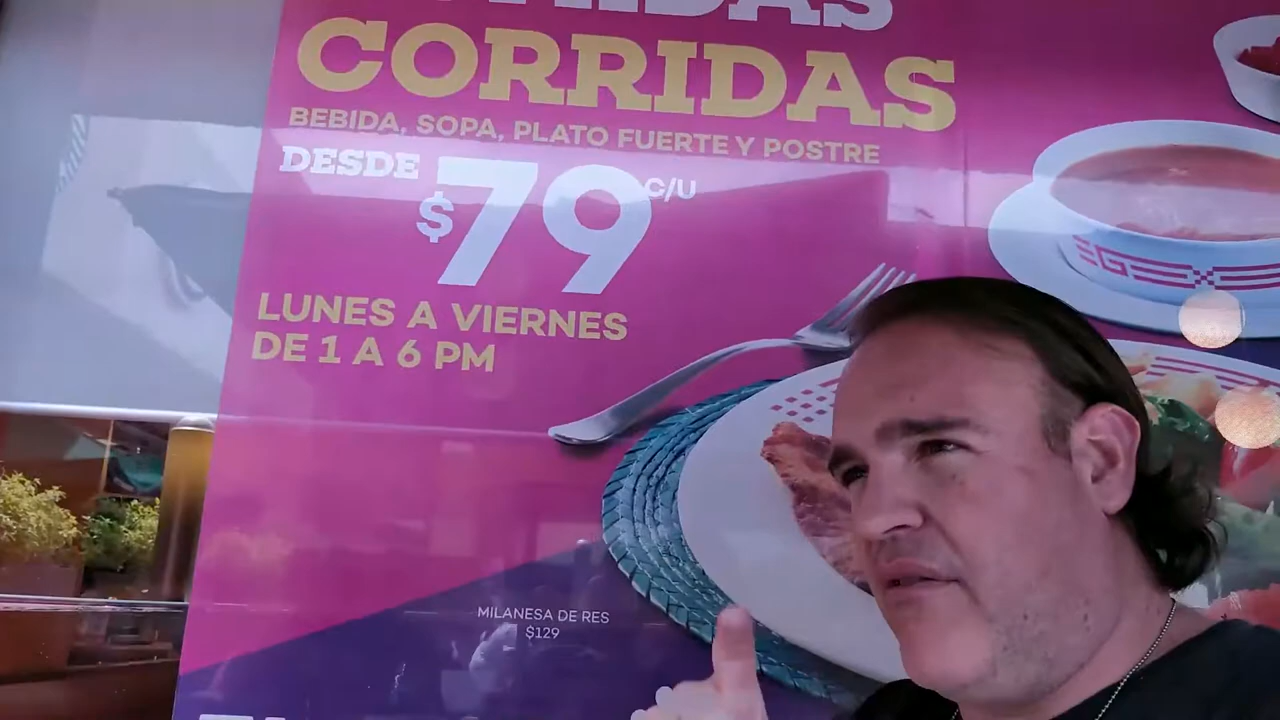 CORRIDAS
BEBIDA, SOPA, PLATO FUERTE Y POSTRE
DESDE
$79 C/U
LUNES A VIERNES
DE 1 A 6 PM
MILANESA DE RES
$129